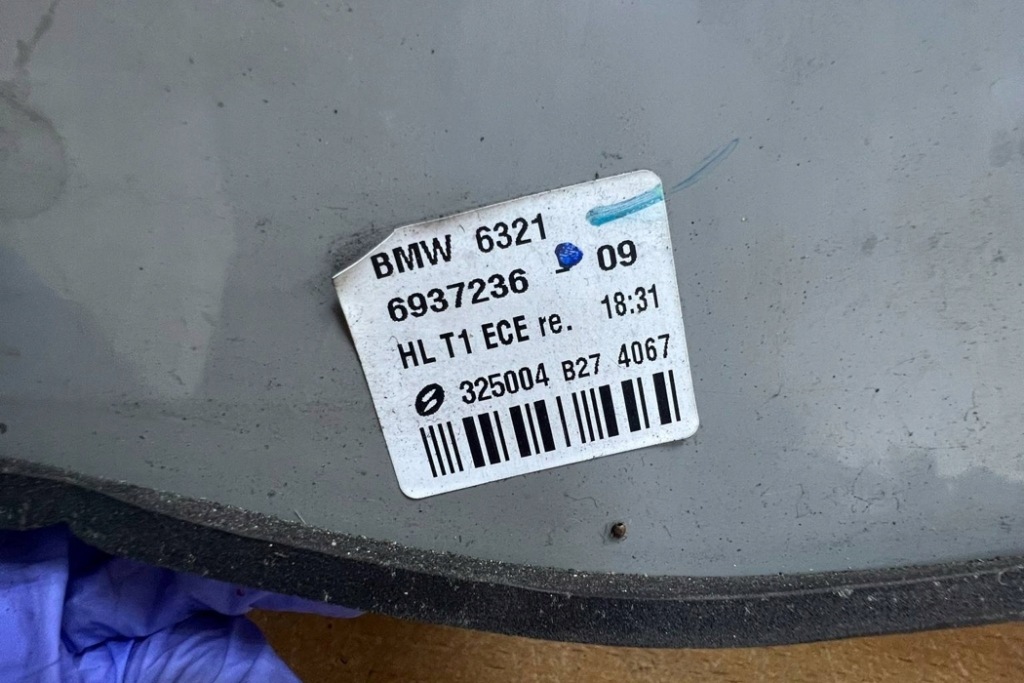 BMW 6321
6937236 - 09
HL T1 ECE re. 18:31
325004 B27 4067